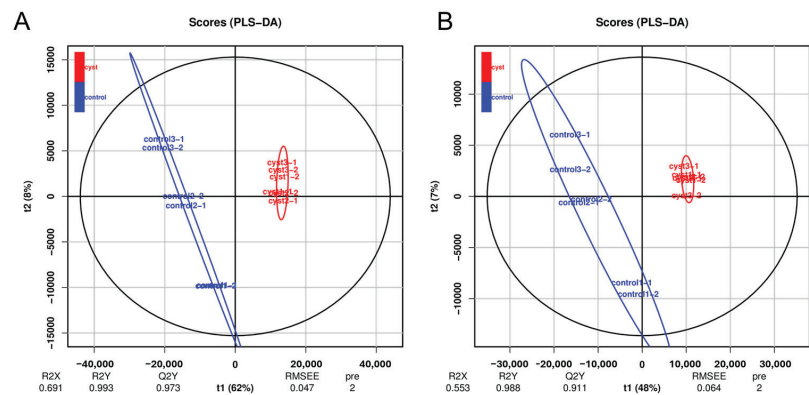 A
Scores (PLS-DA)
cyst
control
t2 (8%)
15000
10000
5000
0
-5000
-10000
-15000
control3-1
control3-2
control2-2
control2-1
control1-2
cyst3-1
cyst3-2
cyst1-2
cyst2-1
-40,000 -20,000 0 20,000 40,000
R2X R2Y Q2Y RMSEE pre
0.691 0.993 0.973 t1 (62%) 0.047 2
B
Scores (PLS-DA)
cyst
control
t2 (7%)
10000
5000
0
-5000
-10000
control3-1
control3-2
control2-2
control2-1
control1-1
control1-2
cyst3-1
cyst3-2
-30,000 -20,000 -10,000 0 10,000 20,000 30,000
R2X R2Y Q2Y RMSEE pre
0.553 0.988 0.911 t1 (48%) 0.064 2